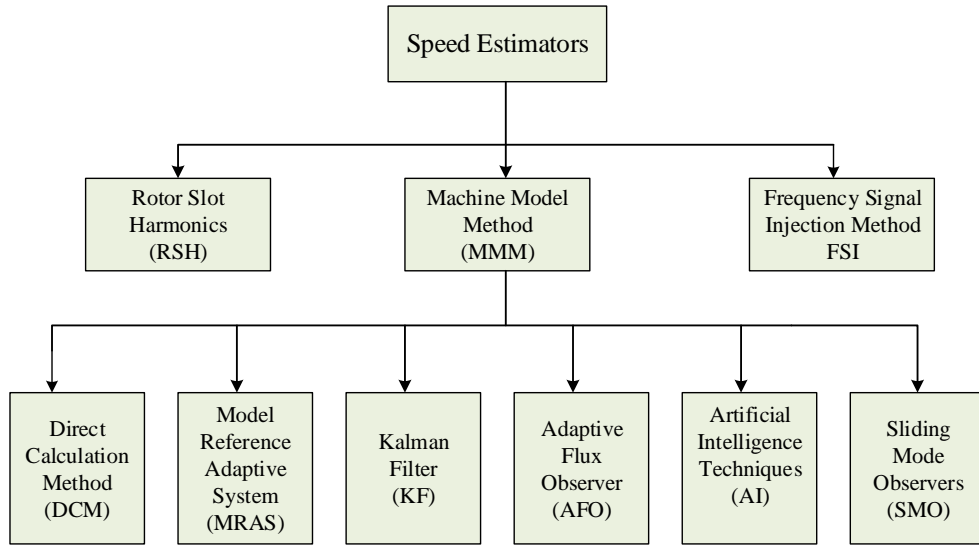 Speed Estimators
Rotor Slot
Harmonics
(RSH)
Machine Model
Method
(MMM)
Frequency Signal
Injection Method
FSI
Direct
Calculation
Method
(DCM)
Model
Reference
Adaptive
System
(MRAS)
Kalman
Filter
(KF)
Adaptive
Flux
Observer
(AFO)
Artificial
Intelligence
Techniques
(AI)
Sliding
Mode
Observers
(SMO)